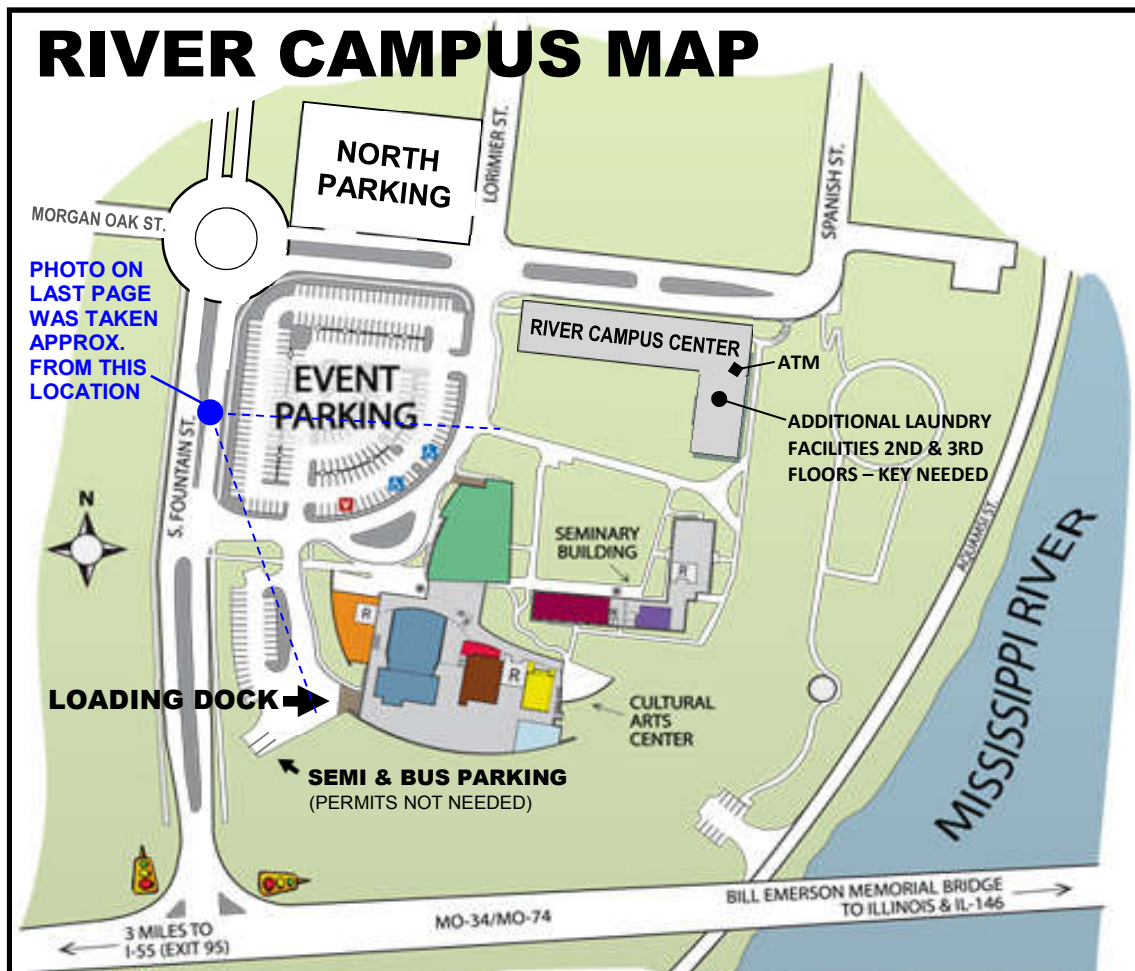 RIVER CAMPUS MAP
NORTH
PARKING
LORIMIER ST.
SPANISH ST.
MORGAN OAK ST.
PHOTO ON
LAST PAGE
WAS TAKEN
APPROX.
FROM THIS
LOCATION
EVENT
PARKING
RIVER CAMPUS CENTER
ATM
ADDITIONAL LAUNDRY
FACILITIES 2ND & 3RD
FLOORS – KEY NEEDED
S. FOUNTAIN ST.
N
SEMINARY
BUILDING
R
R
R
R
AQUAMSI ST.
MISSISSIPPI RIVER
LOADING DOCK
CULTURAL
ARTS
CENTER
SEMI & BUS PARKING
(PERMITS NOT NEEDED)
BILL EMERSON MEMORIAL BRIDGE
TO ILLINOIS & IL-146
MO-34/MO-74
3 MILES TO
I-55 (EXIT 95)